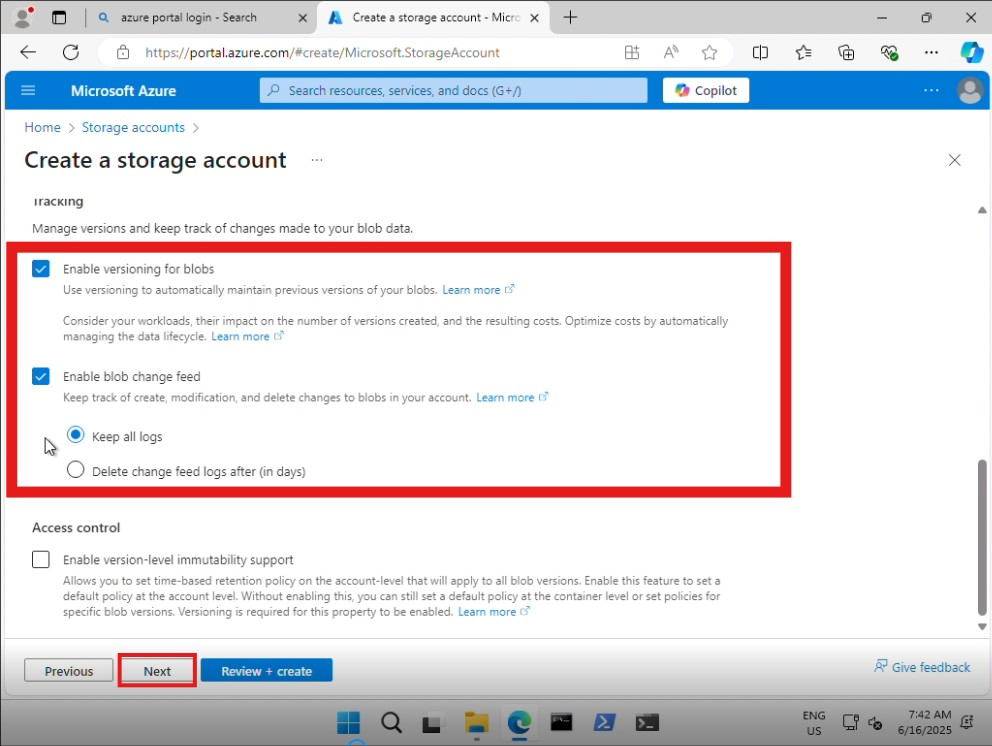 azure portal login - Search
Create a storage account - Micro
https://portal.azure.com/#create/Microsoft.StorageAccount
Microsoft Azure
Search resources, services, and docs (G+/)
Copilot
Home > Storage accounts >
Create a storage account ...
Tracking
Manage versions and keep track of changes made to your blob data.
Enable versioning for blobs
Use versioning to automatically maintain previous versions of your blobs. Learn more
Consider your workloads, their impact on the number of versions created, and the resulting costs. Optimize costs by automatically
managing the data lifecycle. Learn more
Enable blob change feed
Keep track of create, modification, and delete changes to blobs in your account. Learn more
Keep all logs
Delete change feed logs after (in days)
Access control
Enable version-level immutability support
Allows you to set time-based retention policy on the account-level that will apply to all blob versions. Enable this feature to set a
default policy at the account level. Without enabling this, you can still set a default policy at the container level or set policies for
specific blob versions. Versioning is required for this property to be enabled. Learn more
Previous
Next
Review + create
Give feedback
ENG
US
7:42 AM
6/16/2025